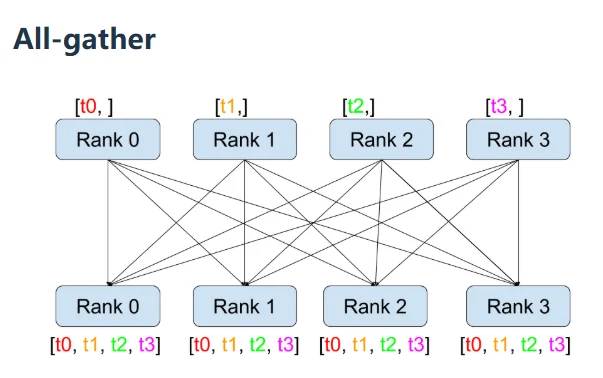 All-gather
[t0, ] [t1,] [t2,] [t3, ]
Rank 0 Rank 1 Rank 2 Rank 3
Rank 0 Rank 1 Rank 2 Rank 3
[t0, t1, t2, t3] [t0, t1, t2, t3] [t0, t1, t2, t3] [t0, t1, t2, t3]